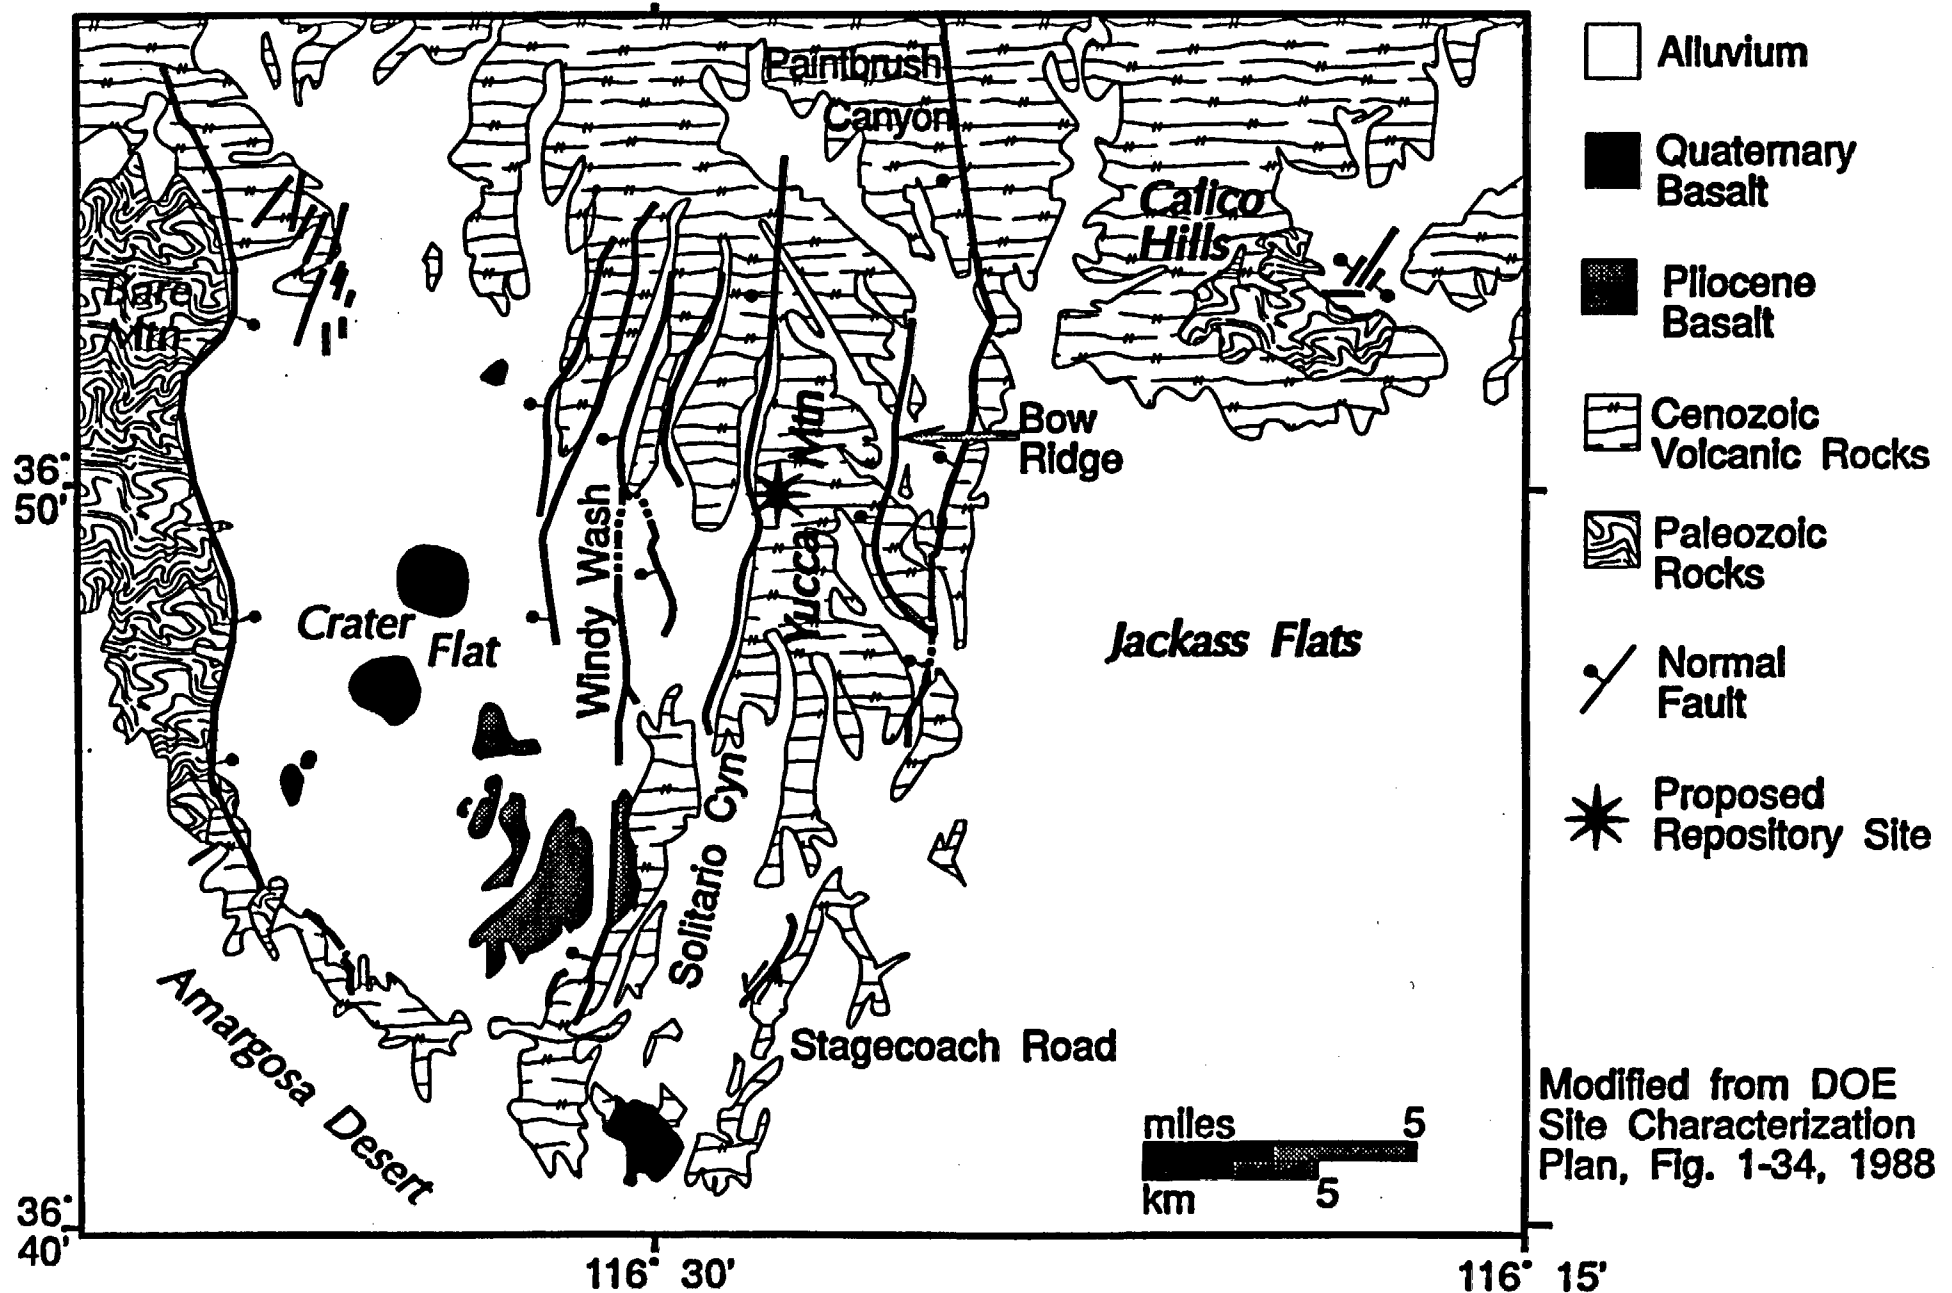 Paintbrush
Canyon
Calico
Hills
Bare
Mtn
Bow
Ridge
36°
50'
Yucca Mtn
Windy Wash
Crater
Flat
Jackass Flats
Solitario Cyn
Amargosa Desert
Stagecoach Road
miles 5
km 5
36°
40'
116° 30'
116° 15'
Alluvium
Quaternary
Basalt
Pliocene
Basalt
Cenozoic
Volcanic Rocks
Paleozoic
Rocks
Normal
Fault
Proposed
Repository Site
Modified from DOE
Site Characterization
Plan, Fig. 1-34, 1988